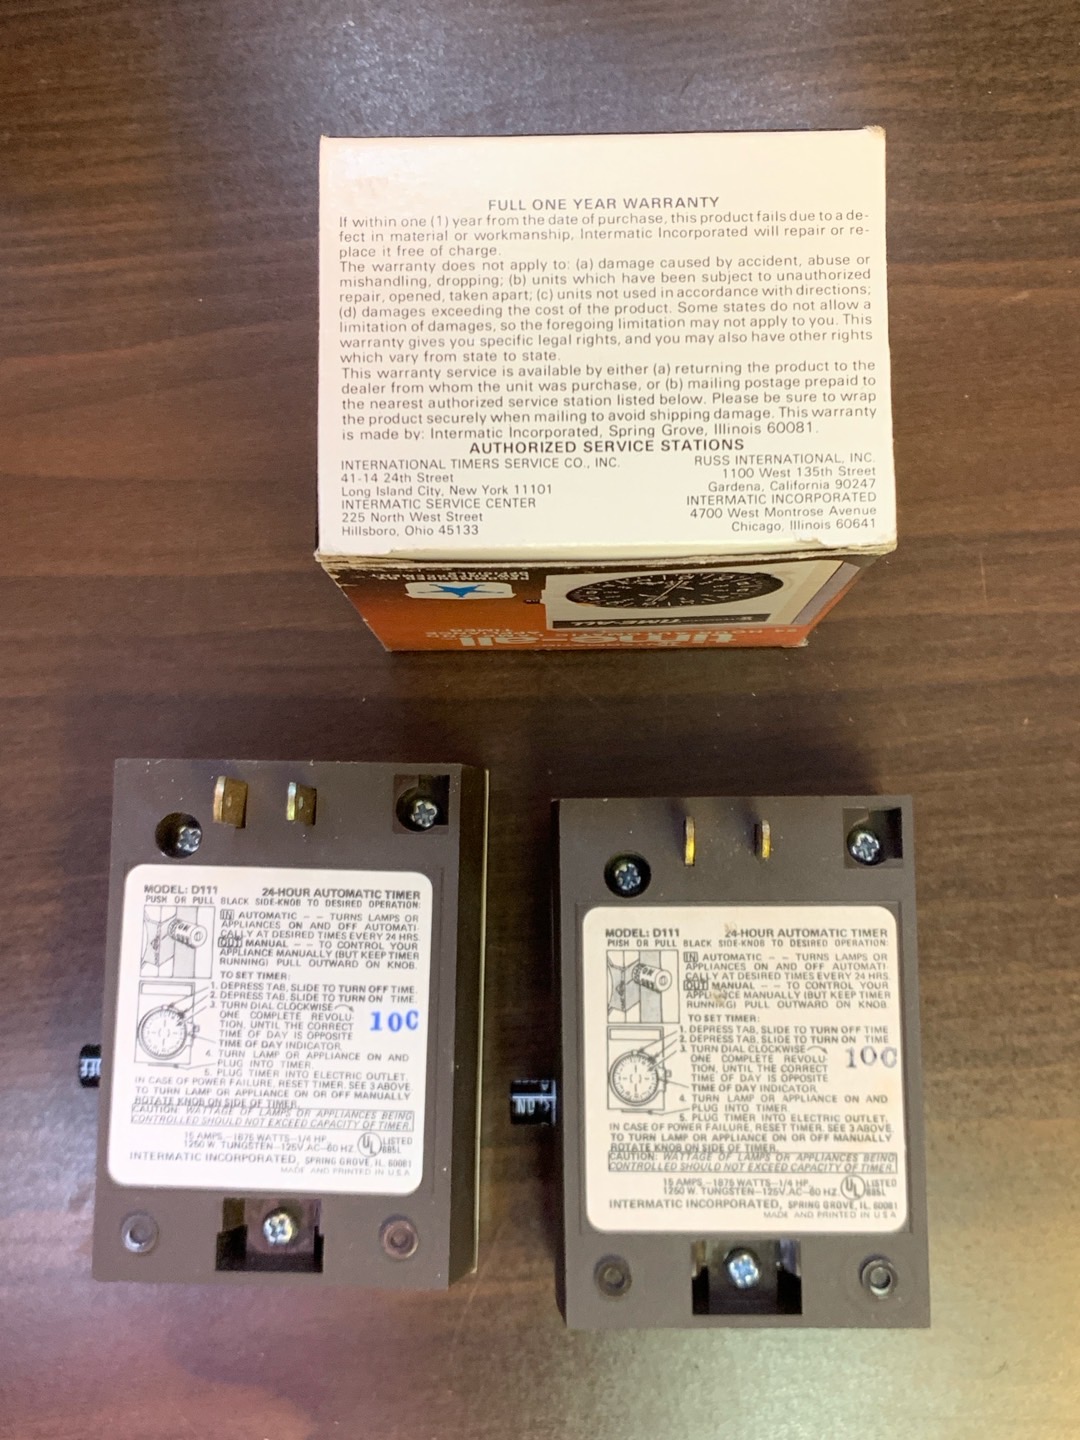 FULL ONE YEAR WARRANTY
If within one (1) year from the date of purchase, this product fails due to a de-
fect in material or workmanship, Intermatic Incorporated will repair or re-
place it free of charge.
The warranty does not apply to: (a) damage caused by accident, abuse or
mishandling, dropping; (b) units which have been subject to unauthorized
repair, opened, taken apart; (c) units not used in accordance with directions;
(d) damages exceeding the cost of the product. Some states do not allow a
limitation of damages, so the foregoing limitation may not apply to you. This
warranty gives you specific legal rights, and you may also have other rights
which vary from state to state.
This warranty service is available by either (a) returning the product to the
dealer from whom the unit was purchase, or (b) mailing postage prepaid to
the nearest authorized service station listed below. Please be sure to wrap
the product securely when mailing to avoid shipping damage. This warranty
is made by: Intermatic Incorporated, Spring Grove, Illinois 60081.
AUTHORIZED SERVICE STATIONS
INTERNATIONAL TIMERS SERVICE CO., INC.
41-14 24th Street
Long Island City, New York 11101
INTERMATIC SERVICE CENTER
225 North West Street
Hillsboro, Ohio 45133
RUSS INTERNATIONAL, INC.
1100 West 135th Street
Gardena, California 90247
INTERMATIC INCORPORATED
4700 West Montrose Avenue
Chicago, Illinois 60641
TIME-ALL
time-all
MODEL: D111 24-HOUR AUTOMATIC TIMER
PUSH OR PULL BLACK SIDE-KNOB TO DESIRED OPERATION:
IN AUTOMATIC -- TURNS LAMPS OR
APPLIANCES ON AND OFF AUTOMATI-
CALLY AT DESIRED TIMES EVERY 24 HRS.
OUT MANUAL -- TO CONTROL YOUR
APPLIANCE MANUALLY (BUT KEEP TIMER
RUNNING) PULL OUTWARD ON KNOB.
TO SET TIMER:
1. DEPRESS TAB, SLIDE TO TURN OFF TIME.
2. DEPRESS TAB, SLIDE TO TURN ON TIME.
3. TURN DIAL CLOCKWISE
ONE COMPLETE REVOLU-
TION, UNTIL THE CORRECT
TIME OF DAY IS OPPOSITE
TIME OF DAY INDICATOR.
4. TURN LAMP OR APPLIANCE ON AND
PLUG INTO TIMER.
5. PLUG TIMER INTO ELECTRIC OUTLET.
IN CASE OF POWER FAILURE, RESET TIMER. SEE 3 ABOVE.
TO TURN LAMP OR APPLIANCE ON OR OFF MANUALLY
ROTATE KNOB ON SIDE OF TIMER.
CAUTION: WATTAGE OF LAMPS OR APPLIANCES BEING
CONTROLLED SHOULD NOT EXCEED CAPACITY OF TIMER.
15 AMPS.-1875 WATTS-1/4 HP.
1250 W. TUNGSTEN-125V.AC-60 HZ.
UL LISTED
885L
INTERMATIC INCORPORATED, SPRING GROVE, IL. 60081
MADE AND PRINTED IN U.S.A.
10C
OFF
MODEL: D111 24-HOUR AUTOMATIC TIMER
PUSH OR PULL BLACK SIDE-KNOB TO DESIRED OPERATION:
IN AUTOMATIC -- TURNS LAMPS OR
APPLIANCES ON AND OFF AUTOMATI-
CALLY AT DESIRED TIMES EVERY 24 HRS.
OUT MANUAL -- TO CONTROL YOUR
APPLIANCE MANUALLY (BUT KEEP TIMER
RUNNING) PULL OUTWARD ON KNOB.
TO SET TIMER:
1. DEPRESS TAB, SLIDE TO TURN OFF TIME
2. DEPRESS TAB, SLIDE TO TURN ON TIME.
3. TURN DIAL CLOCKWISE
ONE COMPLETE REVOLU-
TION, UNTIL THE CORRECT
TIME OF DAY IS OPPOSITE
TIME OF DAY INDICATOR.
4. TURN LAMP OR APPLIANCE ON AND
PLUG INTO TIMER
5. PLUG TIMER INTO ELECTRIC OUTLET.
IN CASE OF POWER FAILURE, RESET TIMER. SEE 3 ABOVE.
TO TURN LAMP OR APPLIANCE ON OR OFF MANUALLY
ROTATE KNOB ON SIDE OF TIMER.
CAUTION: WATTAGE OF LAMPS OR APPLIANCES BEING
CONTROLLED SHOULD NOT EXCEED CAPACITY OF TIMER.
15 AMPS.-1875 WATTS-1/4 HP.
1250 W. TUNGSTEN-125V.AC-60 HZ.
UL LISTED
885L
INTERMATIC INCORPORATED, SPRING GROVE, IL. 60081
MADE AND PRINTED IN U.S.A
10C
ON